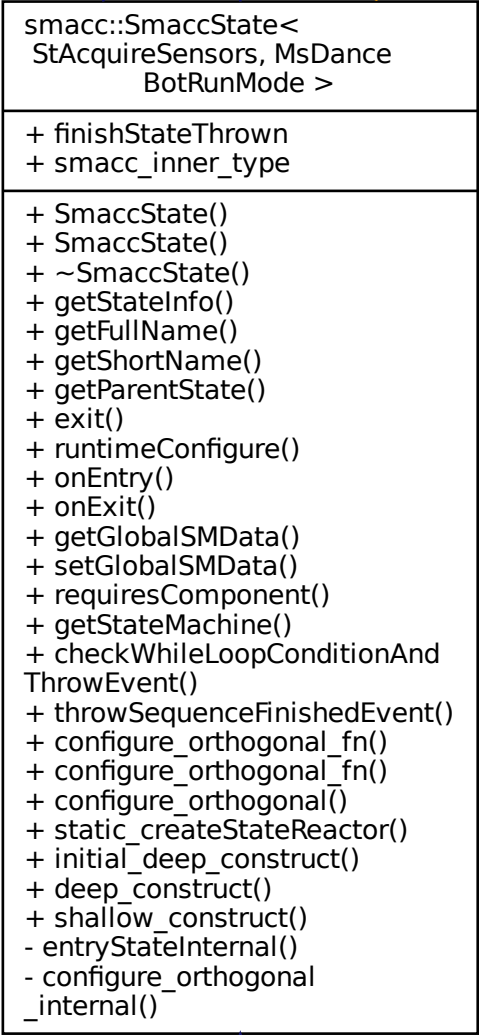 smacc::SmaccState<
StAcquireSensors, MsDance
BotRunMode >
+ finishStateThrown
+ smacc_inner_type
+ SmaccState()
+ SmaccState()
+ ~SmaccState()
+ getStateInfo()
+ getFullName()
+ getShortName()
+ getParentState()
+ exit()
+ runtimeConfigure()
+ onEntry()
+ onExit()
+ getGlobalSMData()
+ setGlobalSMData()
+ requiresComponent()
+ getStateMachine()
+ checkWhileLoopConditionAnd
ThrowEvent()
+ throwSequenceFinishedEvent()
+ configure_orthogonal_fn()
+ configure_orthogonal_fn()
+ configure_orthogonal()
+ static_createStateReactor()
+ initial_deep_construct()
+ deep_construct()
+ shallow_construct()
- entryStateInternal()
- configure_orthogonal
_internal()